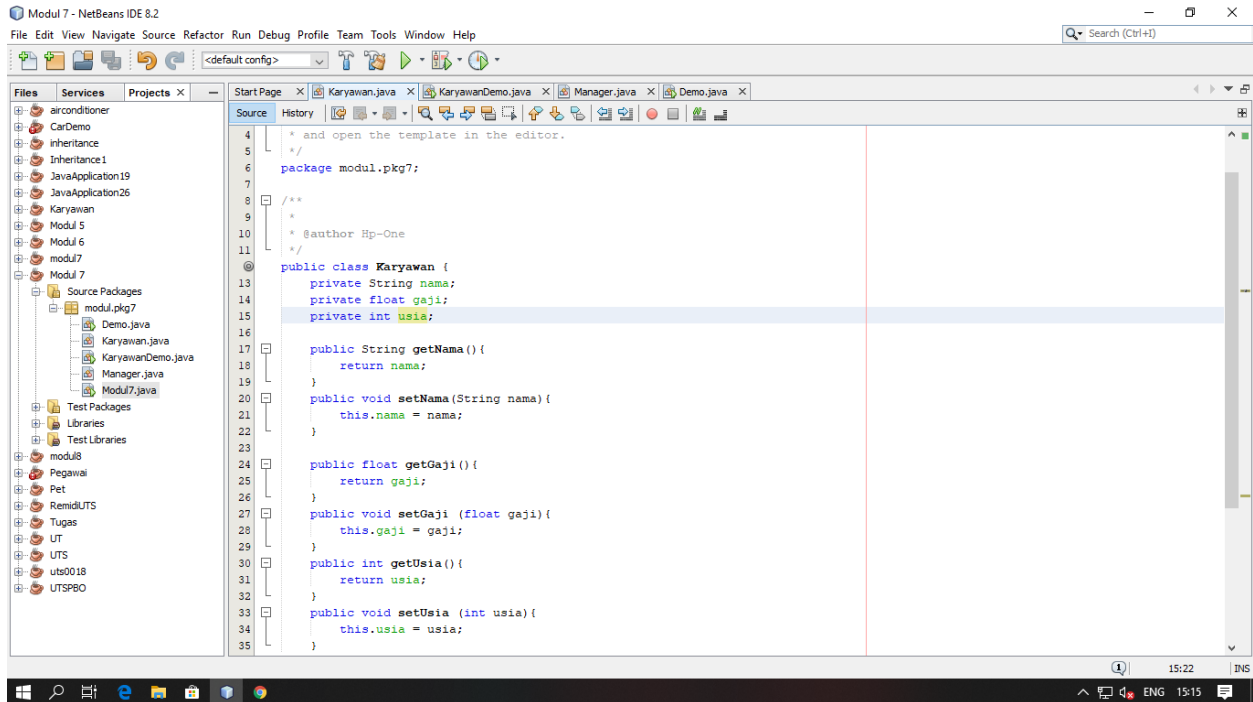 Modul 7 - NetBeans IDE 8.2
File Edit View Navigate Source Refactor Run Debug Profile Team Tools Window Help
Search (Ctrl+I)
<default config>
Files Services Projects
Start Page Karyawan.java KaryawanDemo.java Manager.java Demo.java
Source History
airconditioner
CarDemo
inheritance
Inheritance1
JavaApplication19
JavaApplication26
Karyawan
Modul 5
Modul 6
modul7
Modul 7
Source Packages
modul.pkg7
Demo.java
Karyawan.java
KaryawanDemo.java
Manager.java
Modul7.java
Test Packages
Libraries
Test Libraries
modul8
Pegawai
Pet
RemidiUTS
Tugas
UT
UTS
uts0018
UTSPBO
4 * and open the template in the editor.
5 */
6 package modul.pkg7;
7
8 /**
9 *
10 * @author Hp-One
11 */
public class Karyawan {
13 private String nama;
14 private float gaji;
15 private int usia;
16
17 public String getNama(){
18 return nama;
19 }
20 public void setNama(String nama){
21 this.nama = nama;
22 }
23
24 public float getGaji(){
25 return gaji;
26 }
27 public void setGaji (float gaji){
28 this.gaji = gaji;
29 }
30 public int getUsia(){
31 return usia;
32 }
33 public void setUsia (int usia){
34 this.usia = usia;
35 }
1 15:22 INS
ENG 15:15